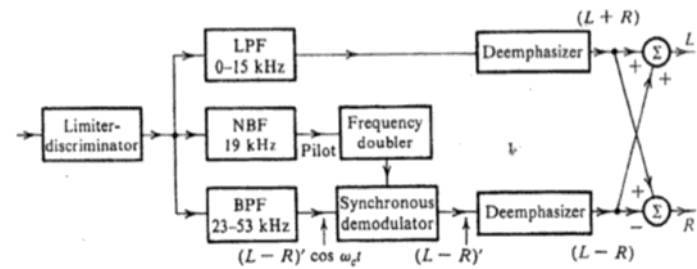 (L + R)
LPF
0–15 kHz
Deemphasizer
Σ
L
+
+
Limiter-
discriminator
NBF
19 kHz
Pilot
Frequency
doubler
BPF
23–53 kHz
Synchronous
demodulator
Deemphasizer
+
Σ
−
R
(L − R)′ cos ω_c t
(L − R)′
(L − R)